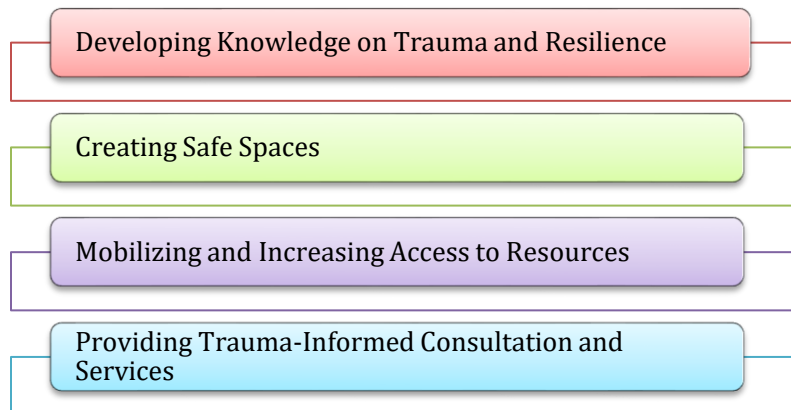 Developing Knowledge on Trauma and Resilience
Creating Safe Spaces
Mobilizing and Increasing Access to Resources
Providing Trauma-Informed Consultation and
Services